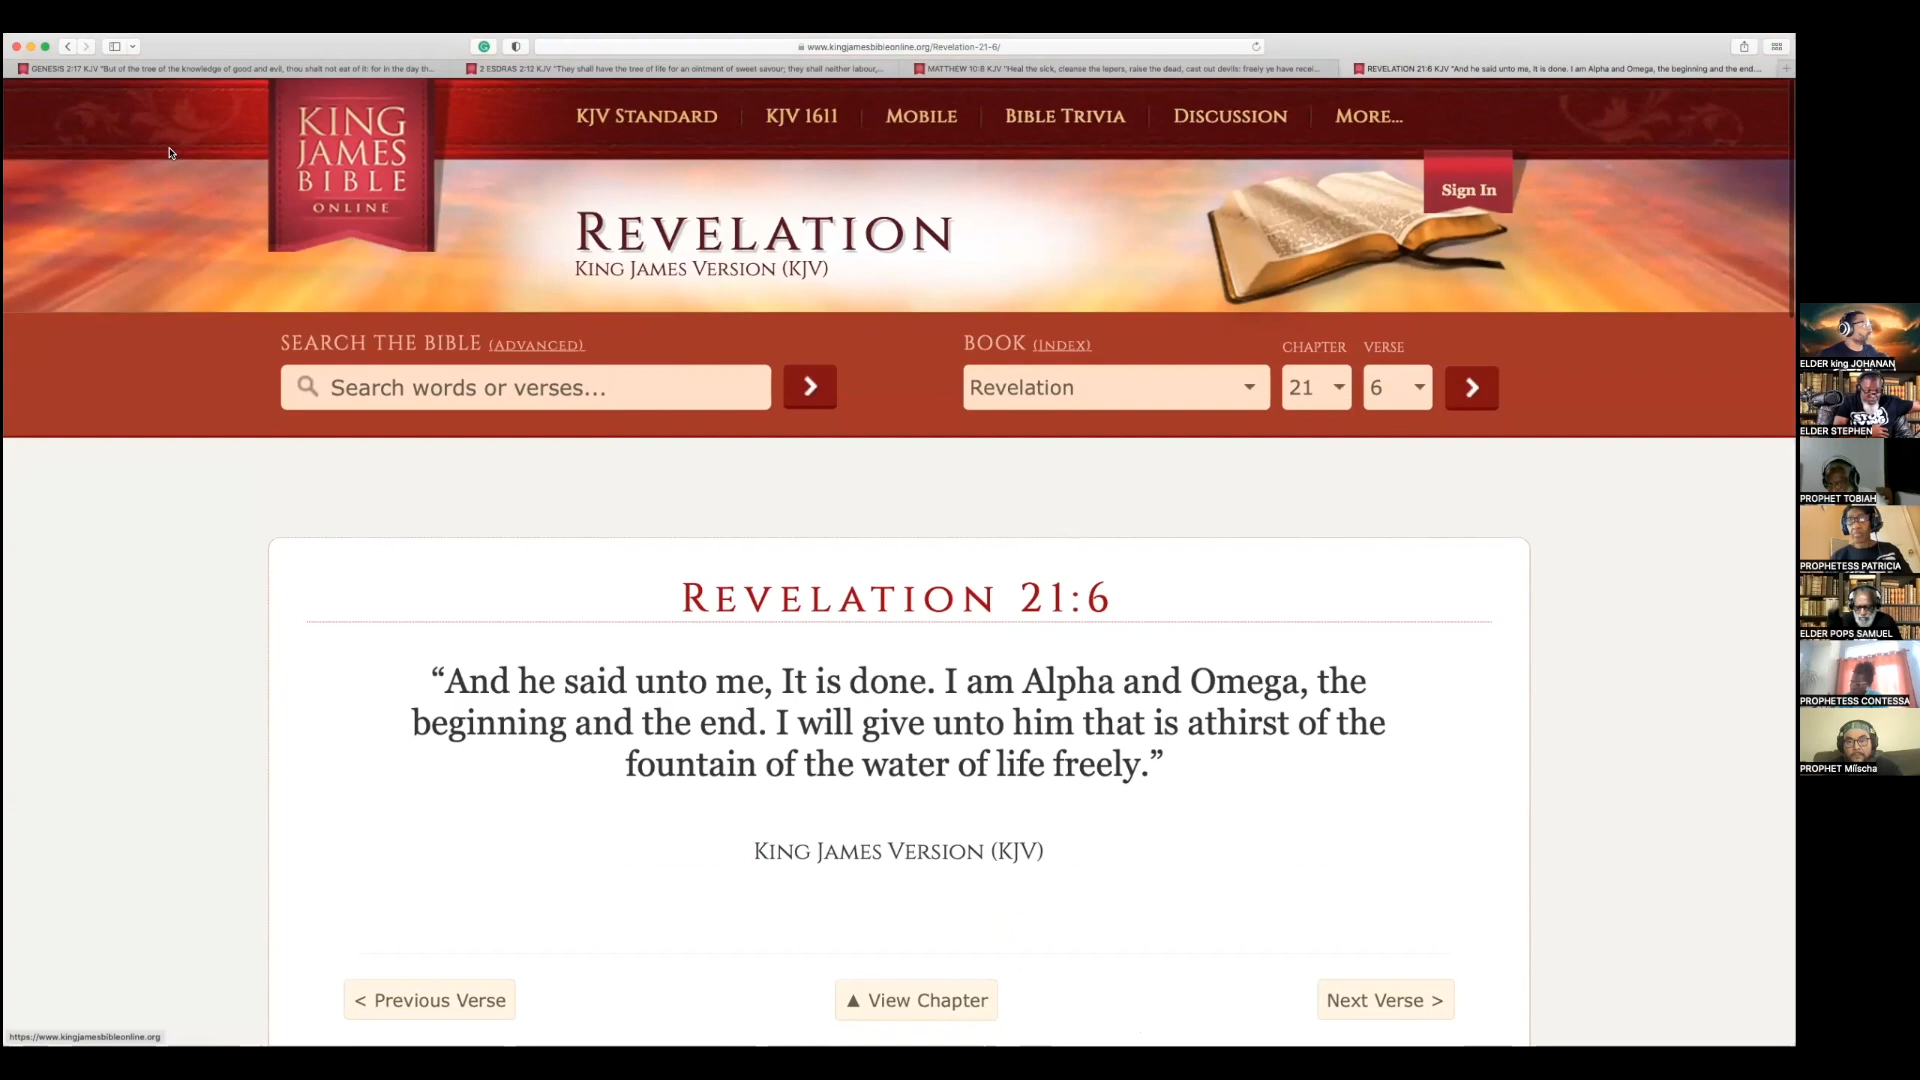 www.kingjamesbibleonline.org/Revelation-21-6/
GENESIS 2:17 KJV "But of the tree of the knowledge of good and evil, thou shalt not eat of it: for in the day th...
2 ESDRAS 2:12 KJV "They shall have the tree of life for an ointment of sweet savour; they shall neither labour,...
MATTHEW 10:8 KJV "Heal the sick, cleanse the lepers, raise the dead, cast out devils: freely ye have recei...
REVELATION 21:6 KJV "And he said unto me, It is done. I am Alpha and Omega, the beginning and the end....
KING
JAMES
BIBLE
ONLINE
KJV STANDARD
KJV 1611
MOBILE
BIBLE TRIVIA
DISCUSSION
MORE...
Sign In
REVELATION
KING JAMES VERSION (KJV)
SEARCH THE BIBLE (ADVANCED)
Search words or verses...
BOOK (INDEX)
CHAPTER
VERSE
Revelation
21
6
REVELATION 21:6
“And he said unto me, It is done. I am Alpha and Omega, the
beginning and the end. I will give unto him that is athirst of the
fountain of the water of life freely.”
KING JAMES VERSION (KJV)
< Previous Verse
▲ View Chapter
Next Verse >
https://www.kingjamesbibleonline.org
ELDER king JOHANAN
ELDER STEPHEN
PROPHET TOBIAH
PROPHETESS PATRICIA
ELDER POPS SAMUEL
PROPHETESS CONTESSA
PROPHET Miischa